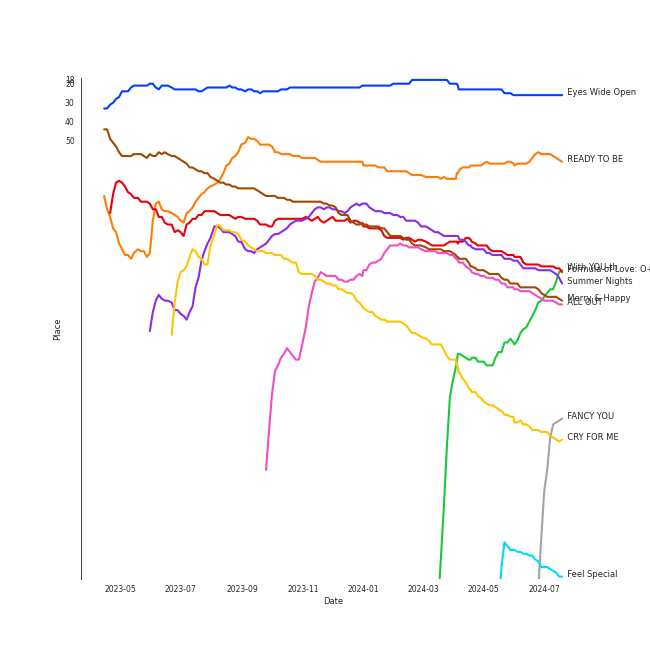 18
20
30
40
50
Eyes Wide Open
READY TO BE
With YOU-th
Formula of Love: O+
Summer Nights
Merry & Happy
ALL OUT
FANCY YOU
CRY FOR ME
Feel Special
Place
2023-05 2023-07 2023-09 2023-11 2024-01 2024-03 2024-05 2024-07
Date